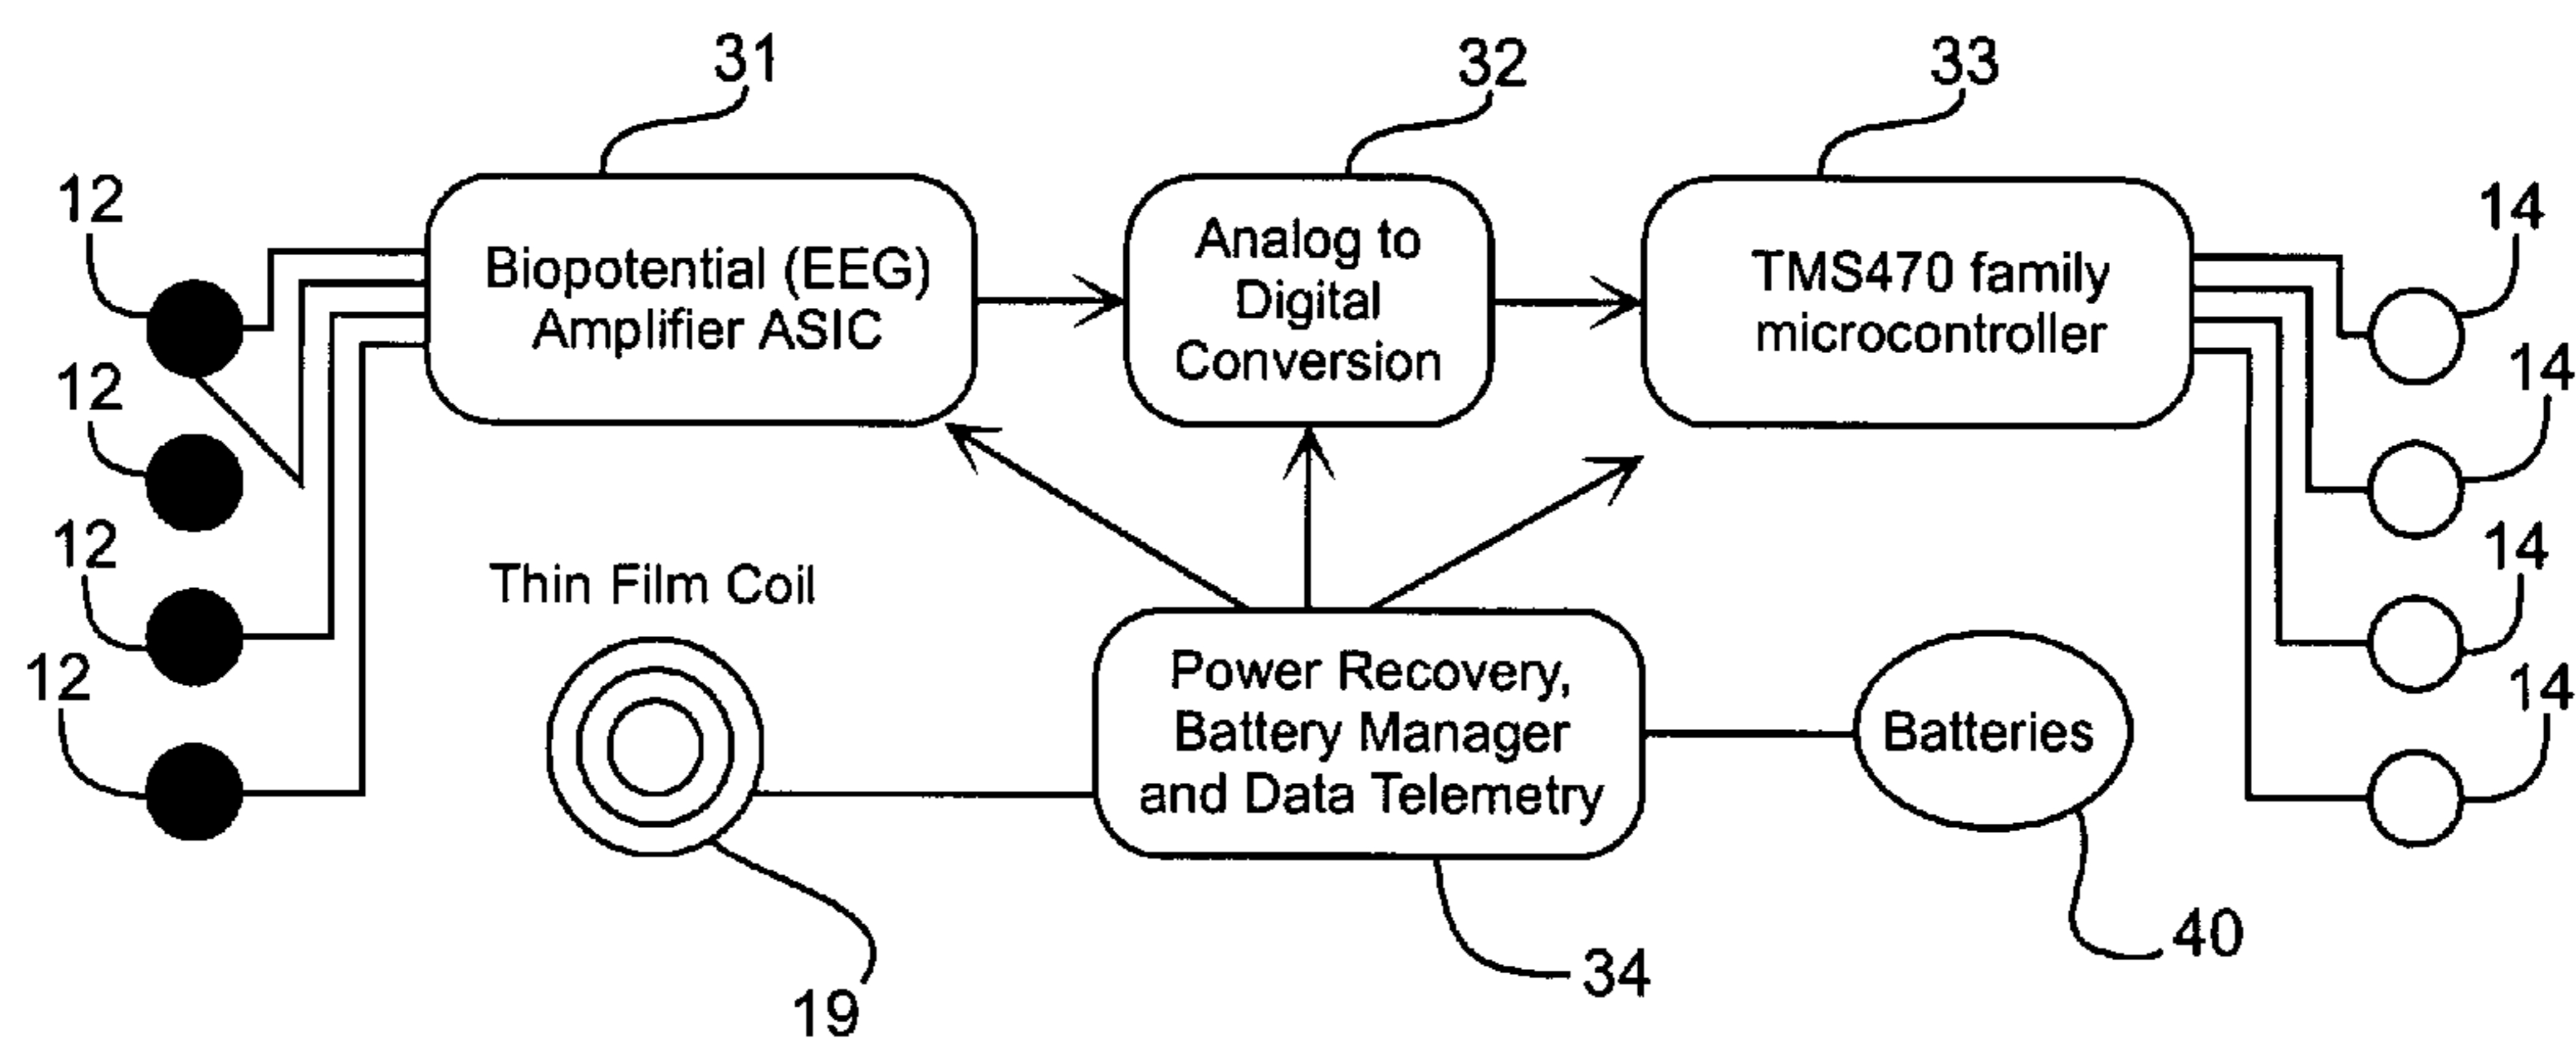 31
32
33
12
Biopotential (EEG)
Amplifier ASIC
Analog to
Digital
Conversion
TMS470 family
microcontroller
14
12
14
12
Thin Film Coil
14
12
Power Recovery,
Battery Manager
and Data Telemetry
Batteries
14
19
34
40